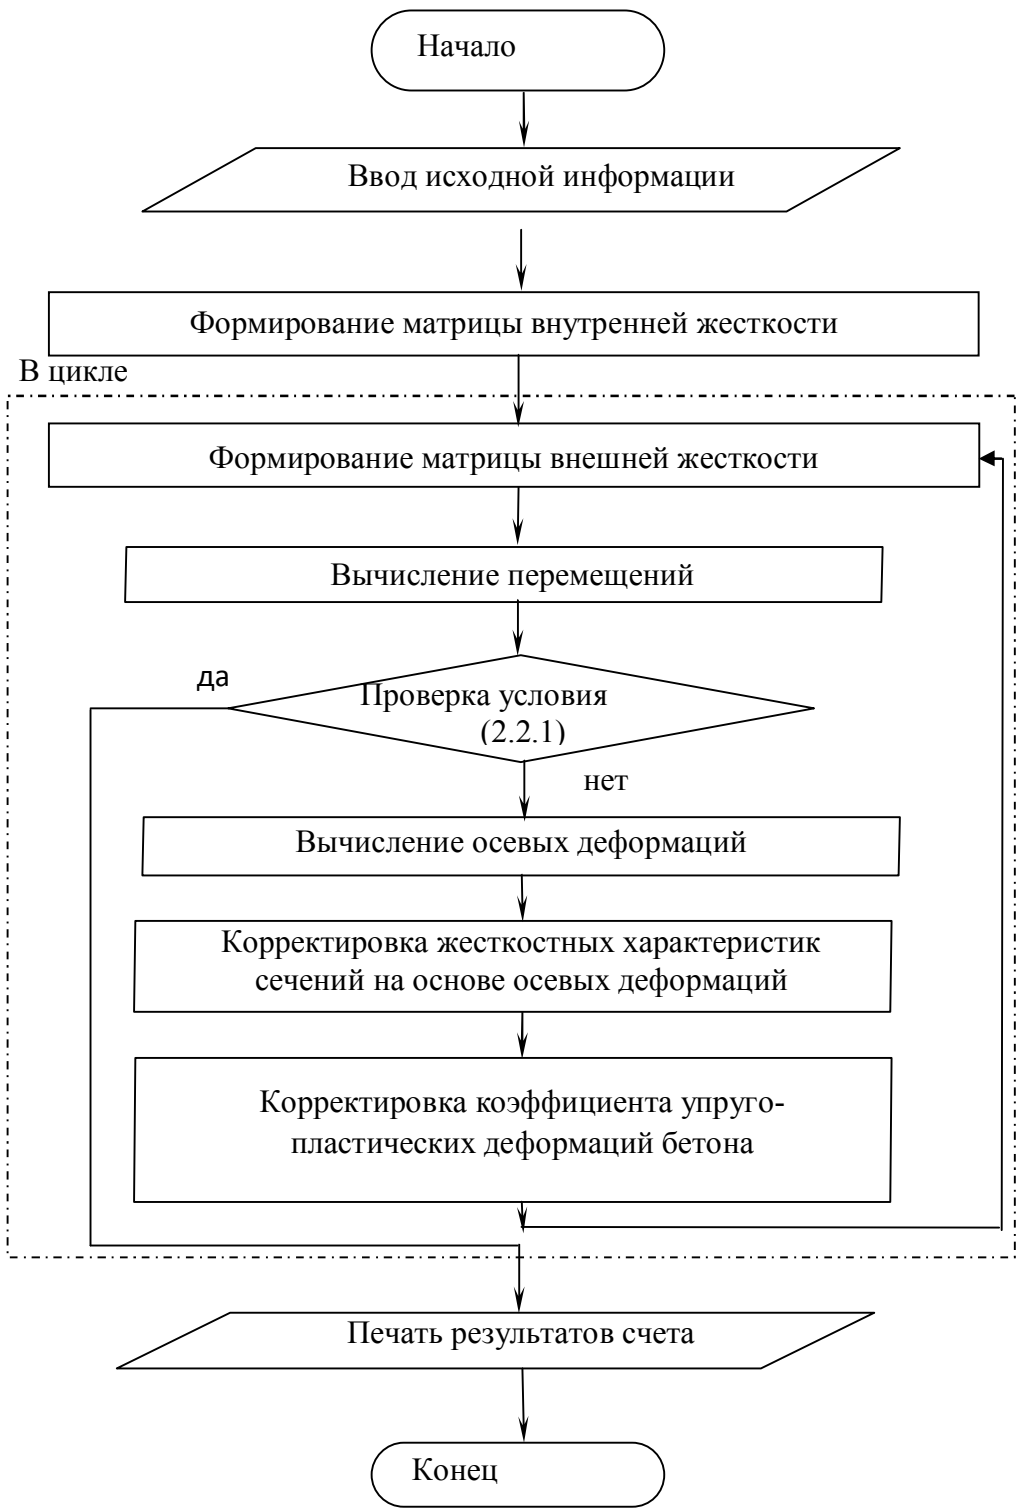 Начало
Ввод исходной информации
Формирование матрицы внутренней жесткости
В цикле
Формирование матрицы внешней жесткости
Вычисление перемещений
да
Проверка условия
(2.2.1)
нет
Вычисление осевых деформаций
Корректировка жесткостных характеристик
сечений на основе осевых деформаций
Корректировка коэффициента упруго-
пластических деформаций бетона
Печать результатов счета
Конец